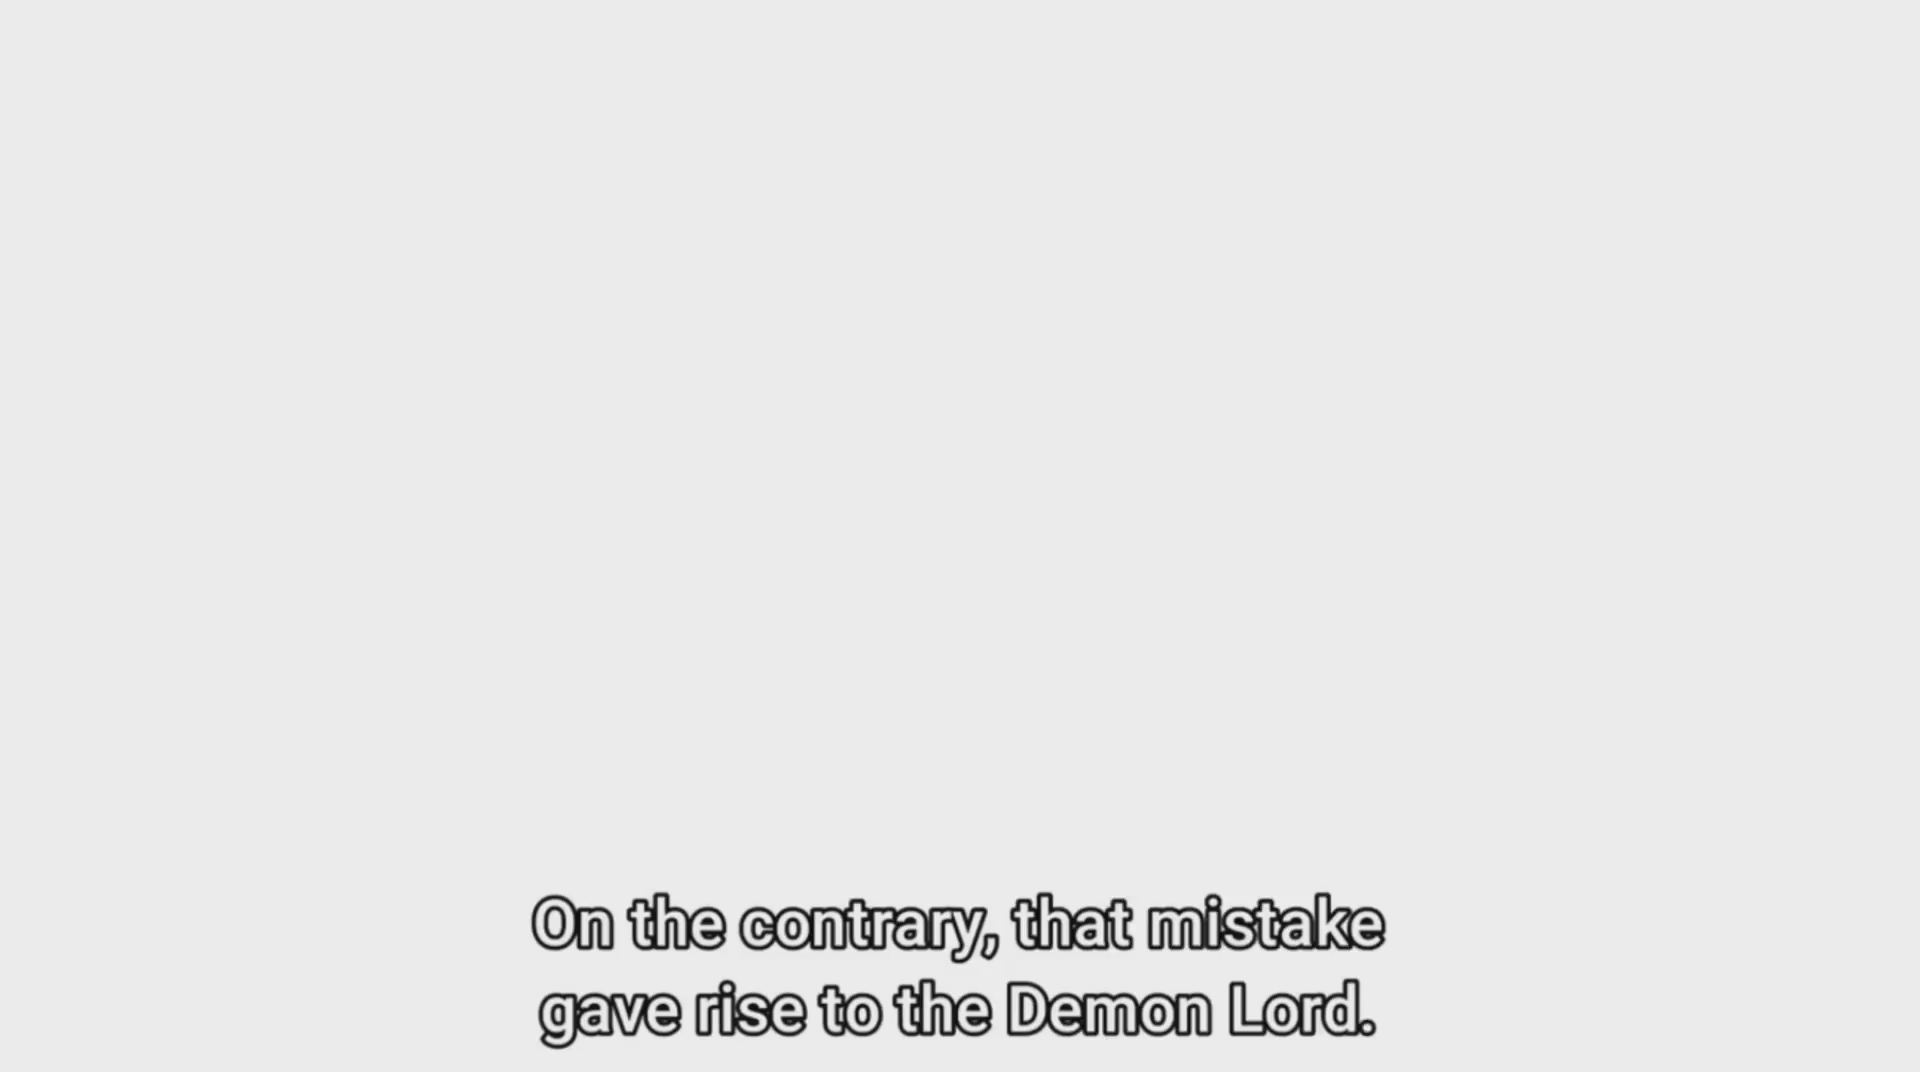 On the contrary, that mistake
gave rise to the Demon Lord.